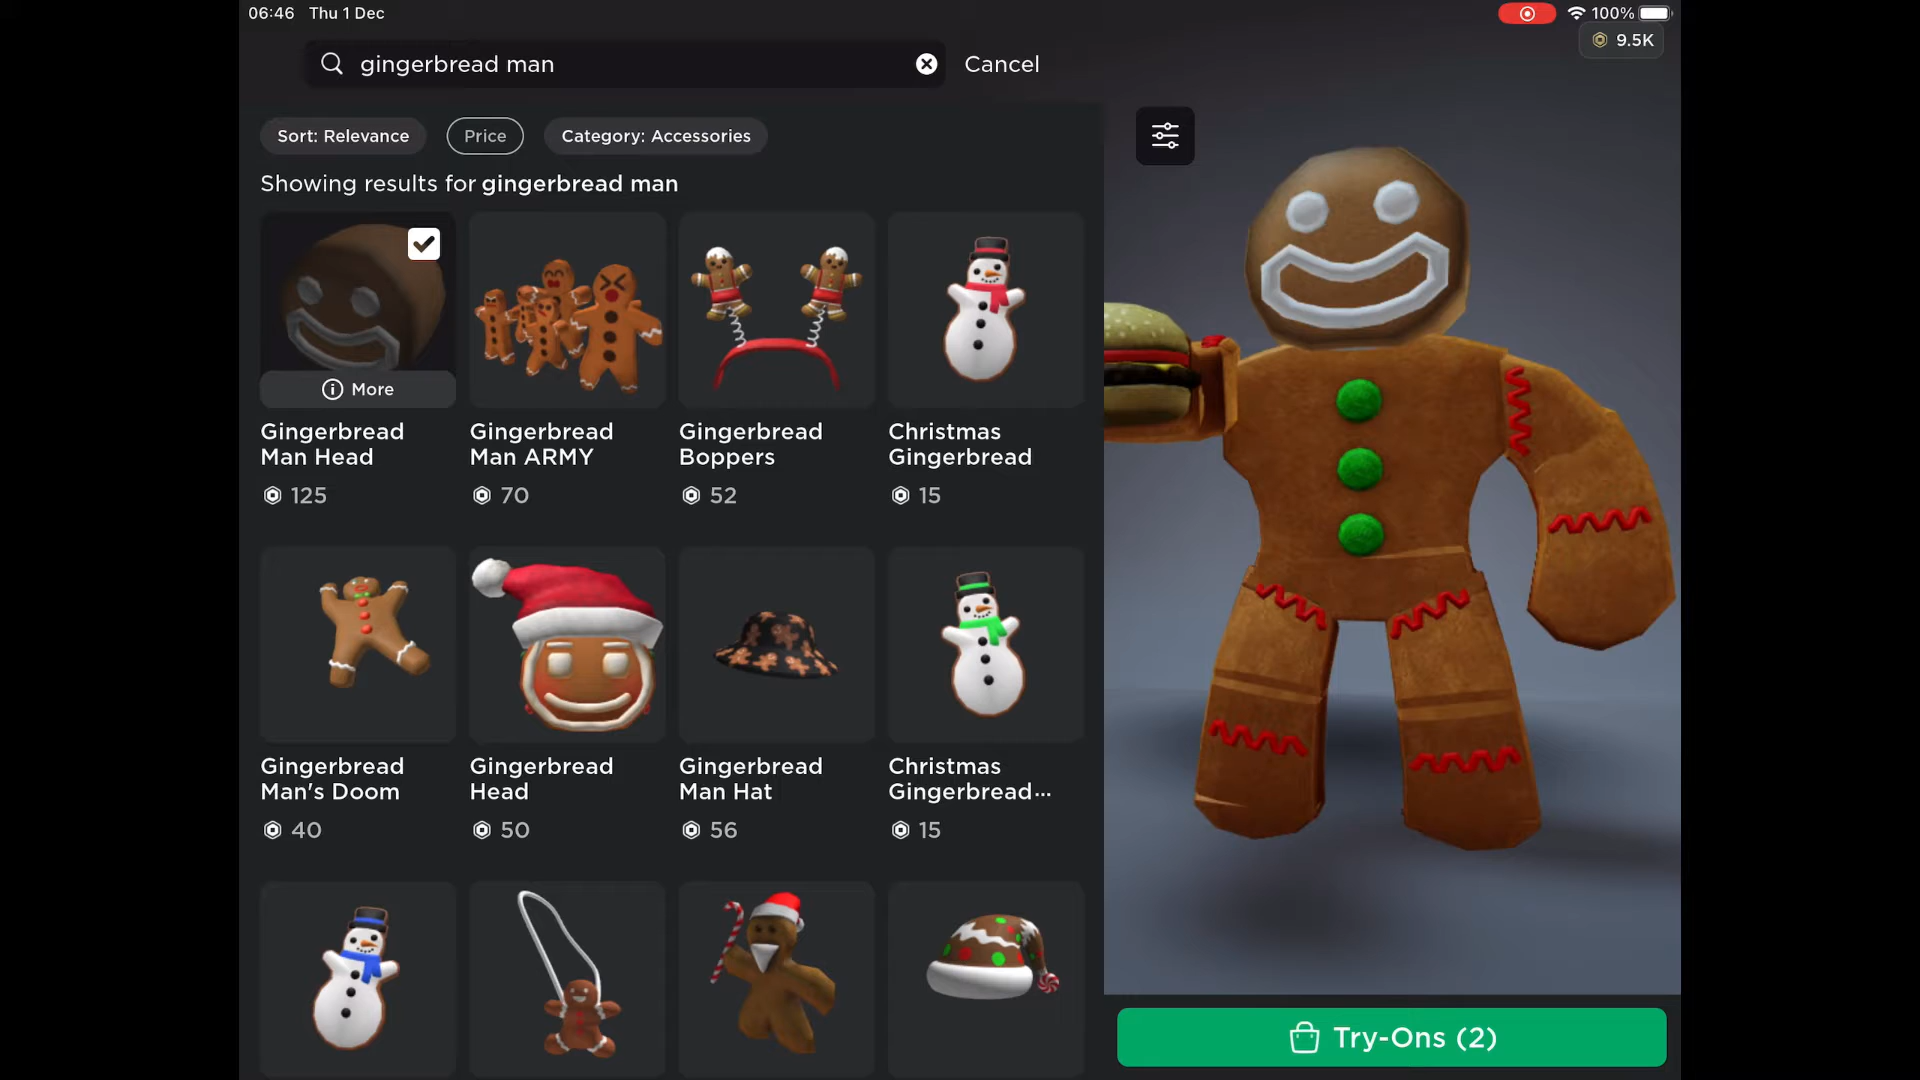 06:46 Thu 1 Dec
100%
9.5K
gingerbread man
Cancel
Sort: Relevance
Price
Category: Accessories
Showing results for gingerbread man
More
Gingerbread
Man Head
125
Gingerbread
Man ARMY
70
Gingerbread
Boppers
52
Christmas
Gingerbread
15
Gingerbread
Man's Doom
40
Gingerbread
Head
50
Gingerbread
Man Hat
56
Christmas
Gingerbread...
15
Try-Ons (2)